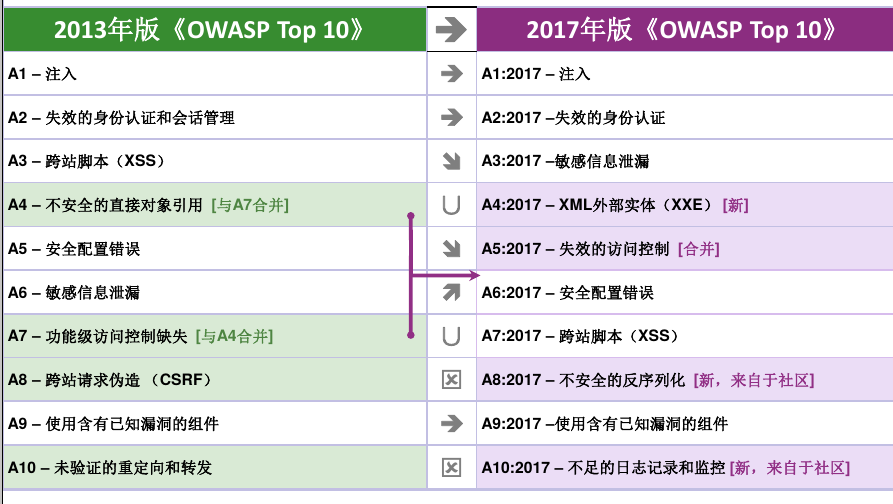 2013年版《OWASP Top 10》
2017年版《OWASP Top 10》
A1 – 注入
A1:2017 – 注入
A2 – 失效的身份认证和会话管理
A2:2017 –失效的身份认证
A3 – 跨站脚本（XSS）
A3:2017 –敏感信息泄漏
A4 – 不安全的直接对象引用 [与A7合并]
A4:2017 – XML外部实体（XXE） [新]
A5 – 安全配置错误
A5:2017 – 失效的访问控制 [合并]
A6 – 敏感信息泄漏
A6:2017 – 安全配置错误
A7 – 功能级访问控制缺失 [与A4合并]
A7:2017 – 跨站脚本（XSS）
A8 – 跨站请求伪造 （CSRF）
A8:2017 – 不安全的反序列化 [新，来自于社区]
A9 – 使用含有已知漏洞的组件
A9:2017 –使用含有已知漏洞的组件
A10 – 未验证的重定向和转发
A10:2017 – 不足的日志记录和监控 [新，来自于社区]